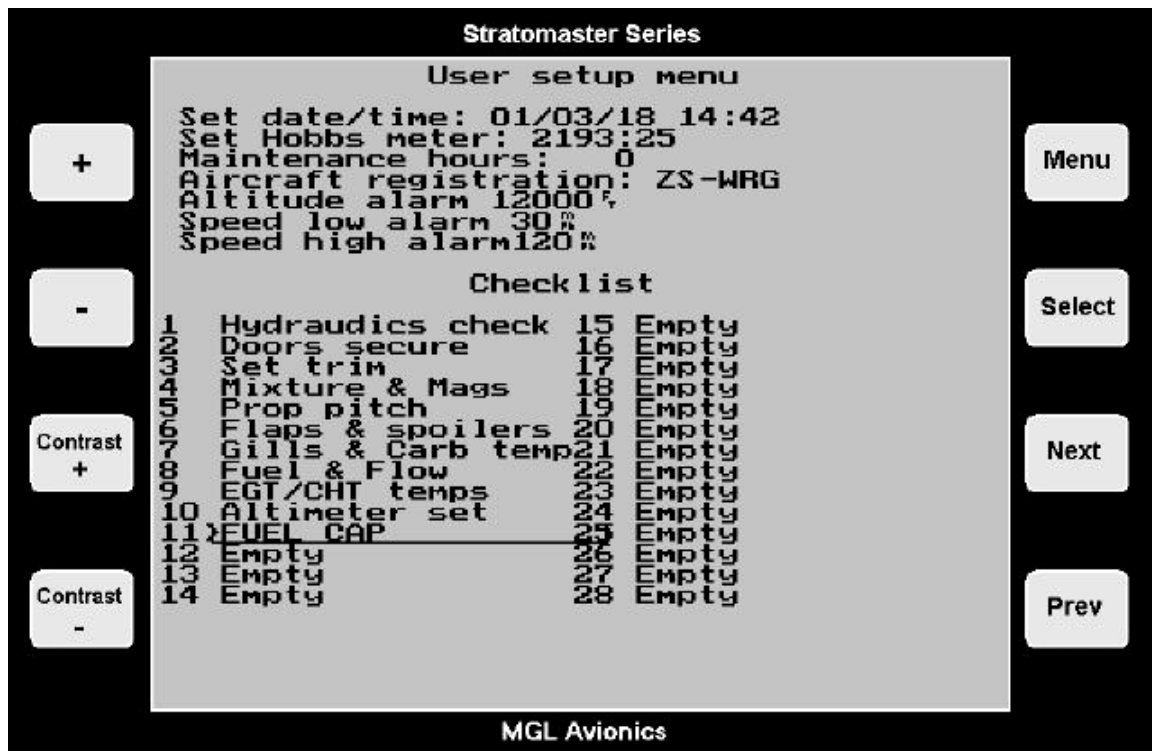 Stratomaster Series
User setup menu
Set date/time: 01/03/18 14:42
Set Hobbs meter: 2193:25
Maintenance hours: 0
Aircraft registration: ZS-WRG
Altitude alarm 12000
Speed low alarm 30
Speed high alarm120
Checklist
1 Hydraudics check 15 Empty
2 Doors secure 16 Empty
3 Set trim 17 Empty
4 Mixture & Mags 18 Empty
5 Prop pitch 19 Empty
6 Flaps & spoilers 20 Empty
7 Gills & Carb temp21 Empty
8 Fuel & Flow 22 Empty
9 EGT/CHT temps 23 Empty
10 Altimeter set 24 Empty
11}FUEL CAP 25 Empty
12 Empty 26 Empty
13 Empty 27 Empty
14 Empty 28 Empty
+
-
Contrast
+
Contrast
-
Menu
Select
Next
Prev
MGL Avionics